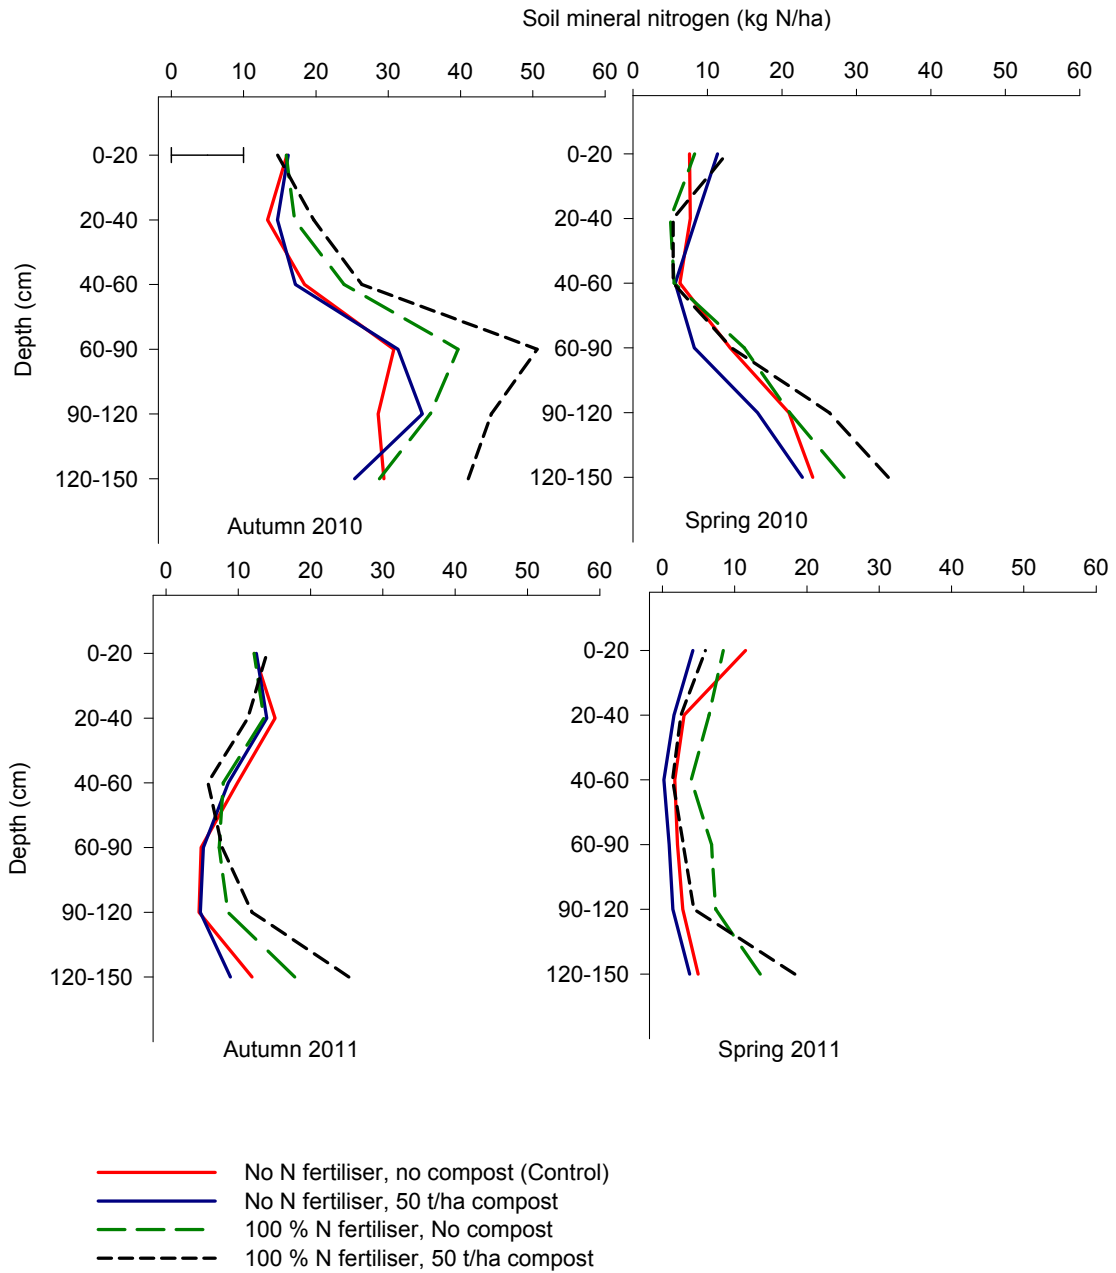 Soil mineral nitrogen (kg N/ha)
0 10 20 30 40 50 60
0 10 20 30 40 50 60
Depth (cm)
0-20
20-40
40-60
60-90
90-120
120-150
Autumn 2010
0-20
20-40
40-60
60-90
90-120
120-150
Spring 2010
0 10 20 30 40 50 60
0 10 20 30 40 50 60
Depth (cm)
0-20
20-40
40-60
60-90
90-120
120-150
Autumn 2011
0-20
20-40
40-60
60-90
90-120
120-150
Spring 2011
No N fertiliser, no compost (Control)
No N fertiliser, 50 t/ha compost
100 % N fertiliser, No compost
100 % N fertiliser, 50 t/ha compost